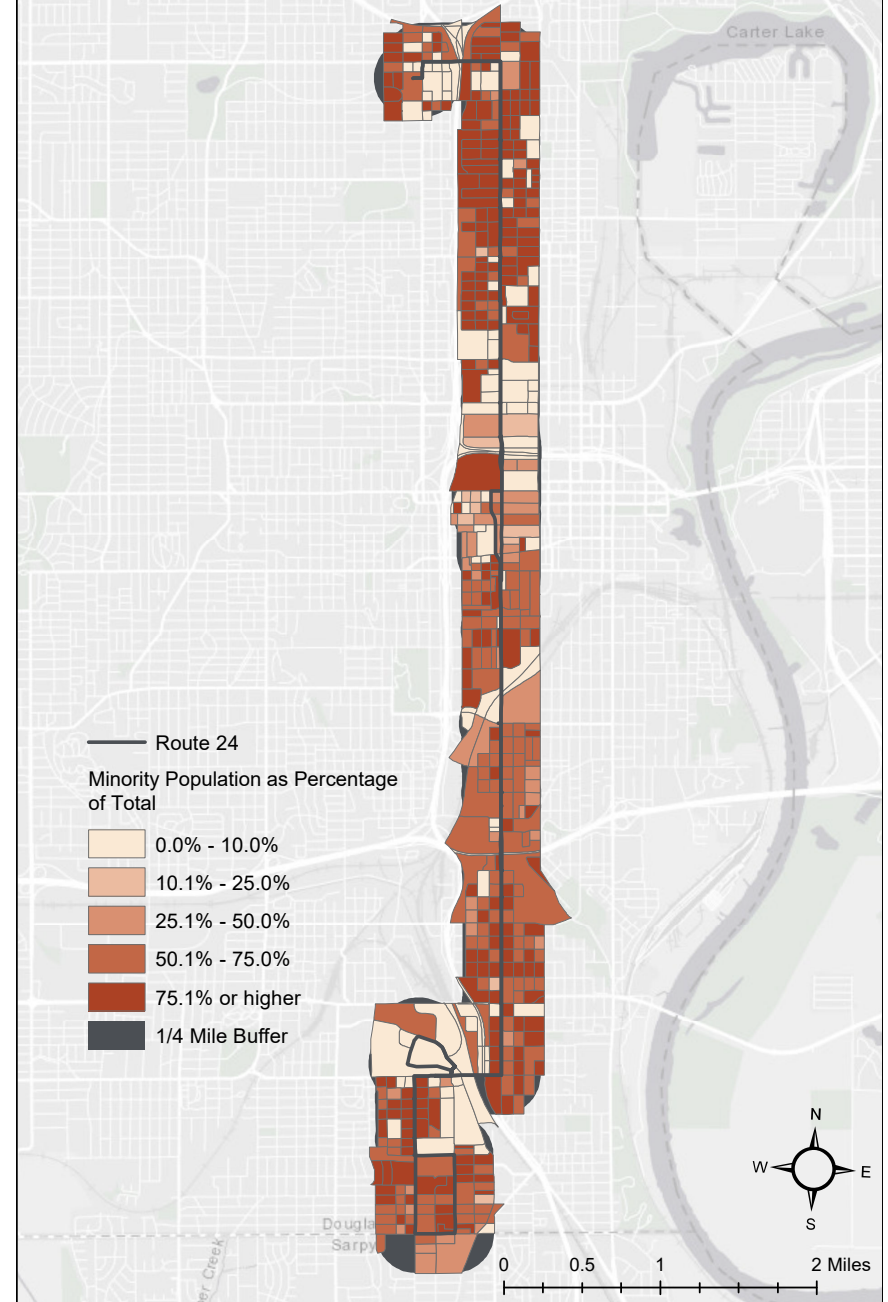 Carter Lake
Route 24
Minority Population as Percentage
of Total
0.0% - 10.0%
10.1% - 25.0%
25.1% - 50.0%
50.1% - 75.0%
75.1% or higher
1/4 Mile Buffer
N
W
E
S
Dougla
Sarpy
Creek
0
0.5
1
2 Miles